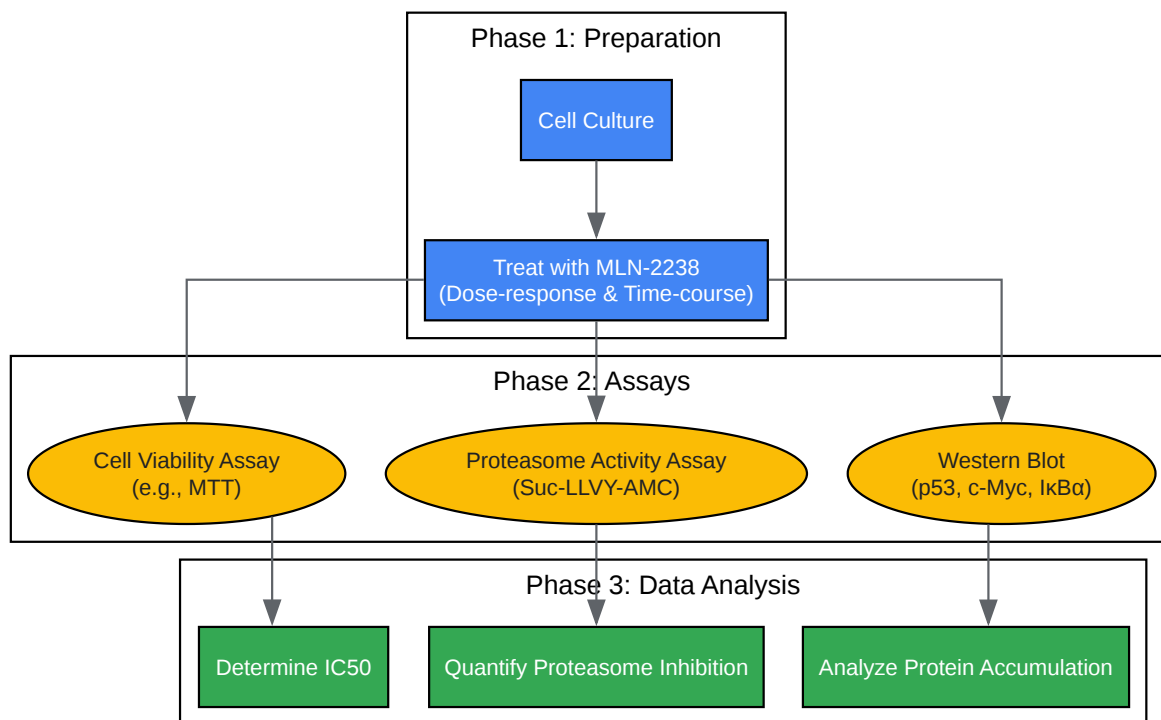 Phase 1: Preparation
Cell Culture
Treat with MLN-2238
(Dose-response & Time-course)
Phase 2: Assays
Cell Viability Assay
(e.g., MTT)
Proteasome Activity Assay
(Suc-LLVY-AMC)
Western Blot
(p53, c-Myc, IκBα)
Phase 3: Data Analysis
Determine IC50
Quantify Proteasome Inhibition
Analyze Protein Accumulation